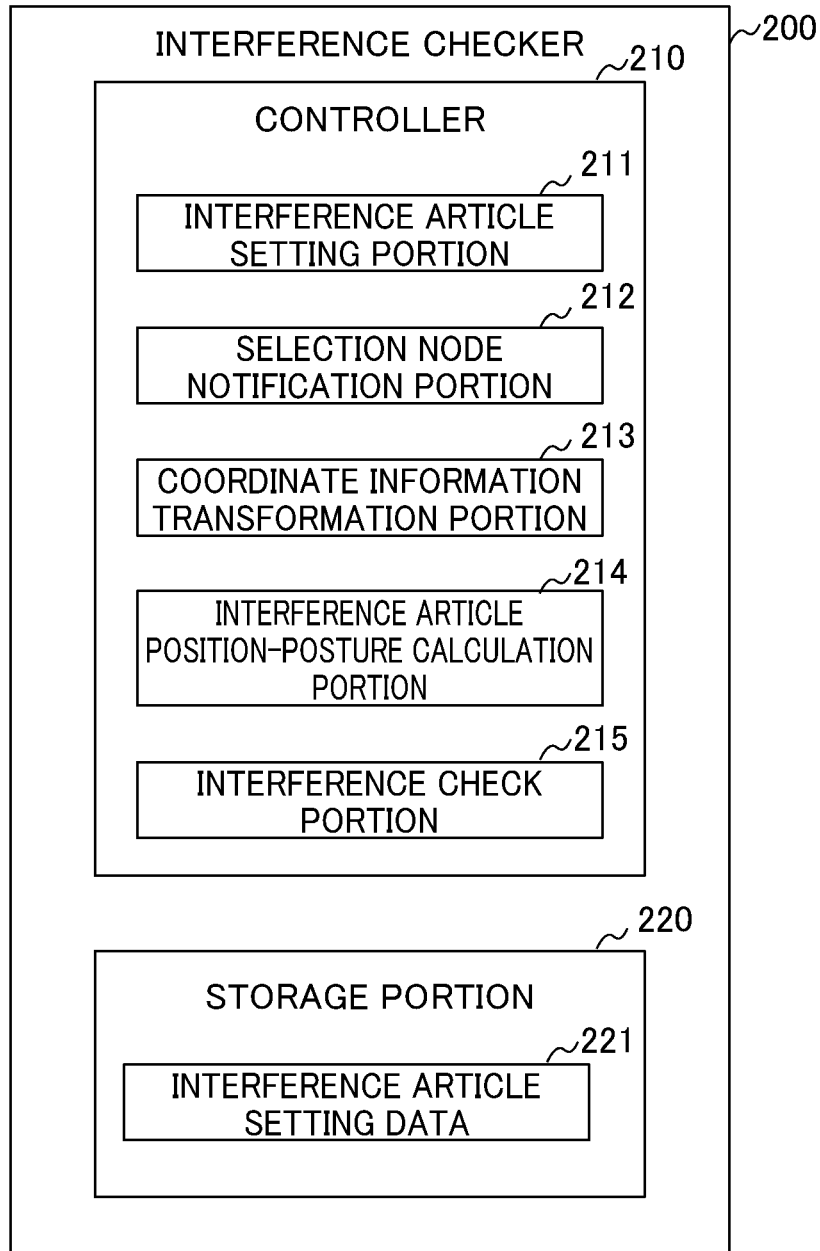 200
INTERFERENCE CHECKER
210
CONTROLLER
211
INTERFERENCE ARTICLE
SETTING PORTION
212
SELECTION NODE
NOTIFICATION PORTION
213
COORDINATE INFORMATION
TRANSFORMATION PORTION
214
INTERFERENCE ARTICLE
POSITION-POSTURE CALCULATION
PORTION
215
INTERFERENCE CHECK
PORTION
220
STORAGE PORTION
221
INTERFERENCE ARTICLE
SETTING DATA